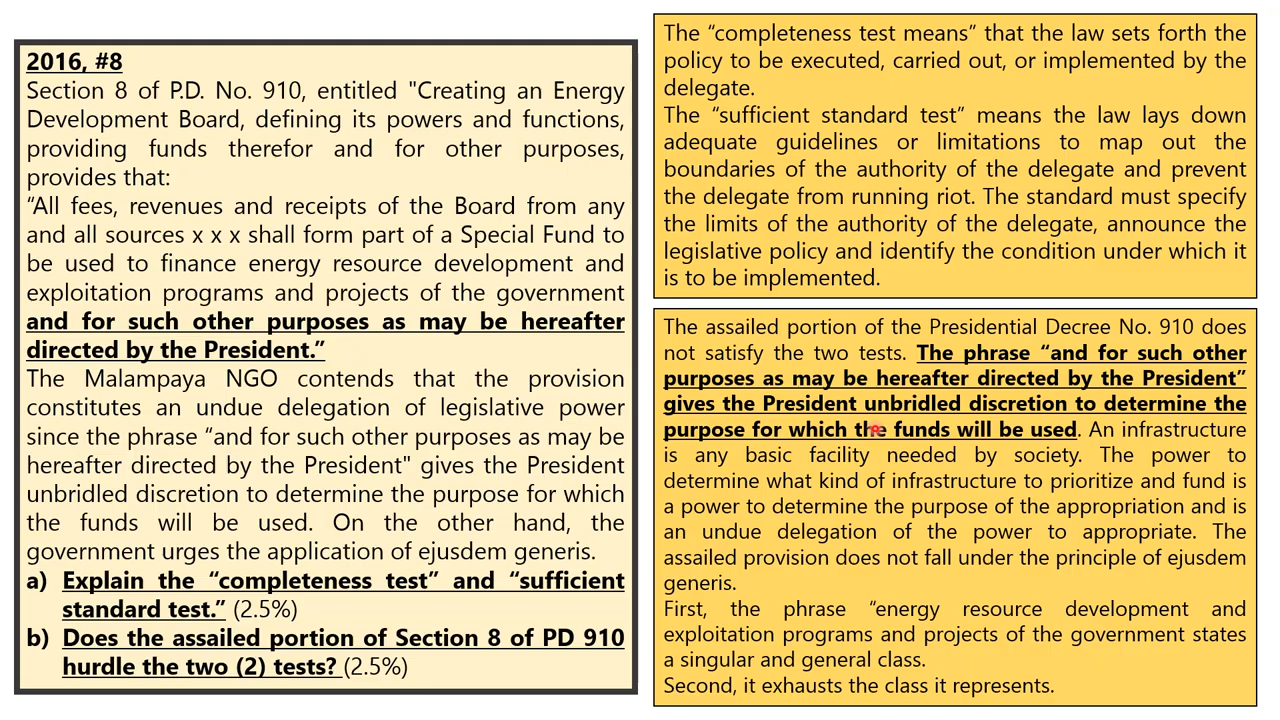 2016, #8
Section 8 of P.D. No. 910, entitled "Creating an Energy
Development Board, defining its powers and functions,
providing funds therefor and for other purposes,
provides that:
“All fees, revenues and receipts of the Board from any
and all sources x x x shall form part of a Special Fund to
be used to finance energy resource development and
exploitation programs and projects of the government
and for such other purposes as may be hereafter
directed by the President.”
The Malampaya NGO contends that the provision
constitutes an undue delegation of legislative power
since the phrase “and for such other purposes as may be
hereafter directed by the President" gives the President
unbridled discretion to determine the purpose for which
the funds will be used. On the other hand, the
government urges the application of ejusdem generis.
a) Explain the “completeness test” and “sufficient
standard test.” (2.5%)
b) Does the assailed portion of Section 8 of PD 910
hurdle the two (2) tests? (2.5%)
The “completeness test means” that the law sets forth the
policy to be executed, carried out, or implemented by the
delegate.
The “sufficient standard test” means the law lays down
adequate guidelines or limitations to map out the
boundaries of the authority of the delegate and prevent
the delegate from running riot. The standard must specify
the limits of the authority of the delegate, announce the
legislative policy and identify the condition under which it
is to be implemented.
The assailed portion of the Presidential Decree No. 910 does
not satisfy the two tests. The phrase “and for such other
purposes as may be hereafter directed by the President”
gives the President unbridled discretion to determine the
purpose for which the funds will be used. An infrastructure
is any basic facility needed by society. The power to
determine what kind of infrastructure to prioritize and fund is
a power to determine the purpose of the appropriation and is
an undue delegation of the power to appropriate. The
assailed provision does not fall under the principle of ejusdem
generis.
First, the phrase “energy resource development and
exploitation programs and projects of the government states
a singular and general class.
Second, it exhausts the class it represents.